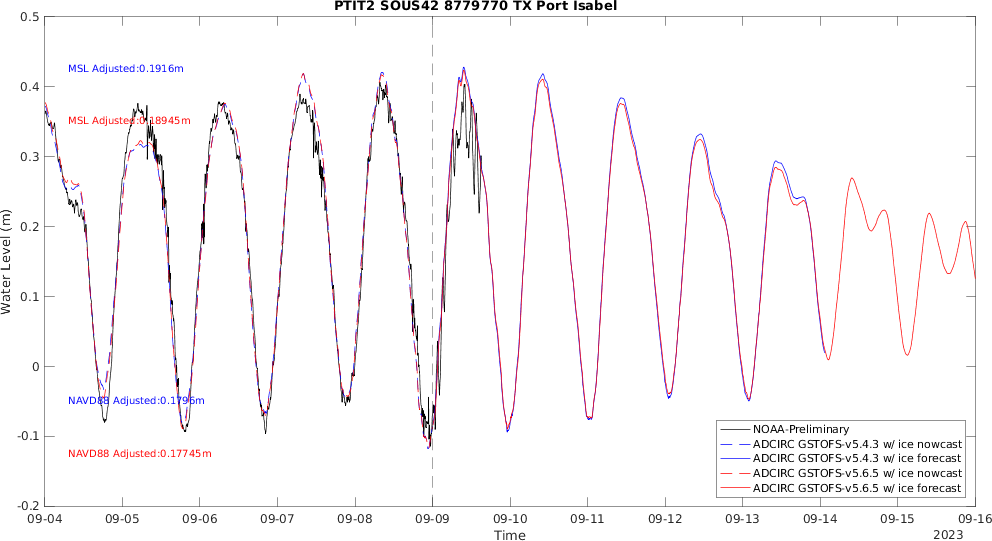 PTIT2 SOUS42 8779770 TX Port Isabel
0.5
MSL Adjusted:0.1916m
0.4
MSL Adjusted:0.18945m
0.3
Water Level (m)
0.2
0.1
0
NAVD88 Adjusted:0.1796m
-0.1
NAVD88 Adjusted:0.17745m
-0.2
NOAA-Preliminary
ADCIRC GSTOFS-v5.4.3 w/ ice nowcast
ADCIRC GSTOFS-v5.4.3 w/ ice forecast
ADCIRC GSTOFS-v5.6.5 w/ ice nowcast
ADCIRC GSTOFS-v5.6.5 w/ ice forecast
09-04 09-05 09-06 09-07 09-08 09-09 09-10 09-11 09-12 09-13 09-14 09-15 09-16
Time
2023